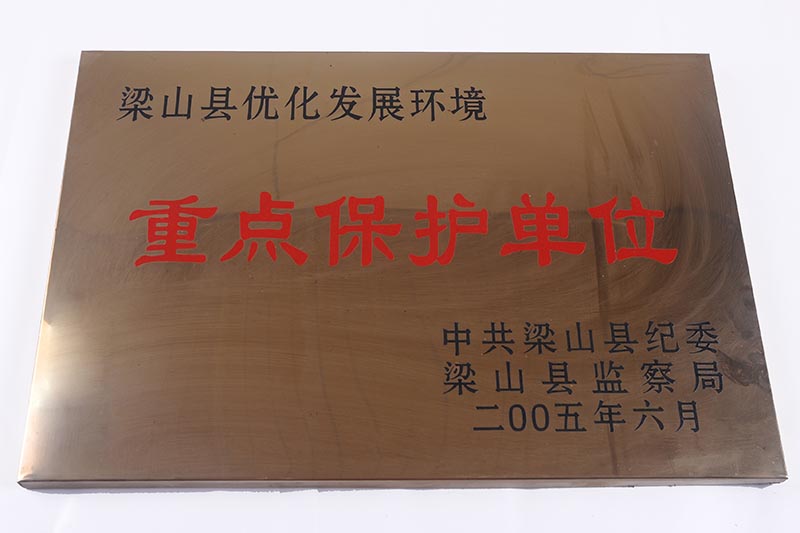 梁山县优化发展环境
重点保护单位
中共梁山县纪委
梁山县监察局
二00五年六月